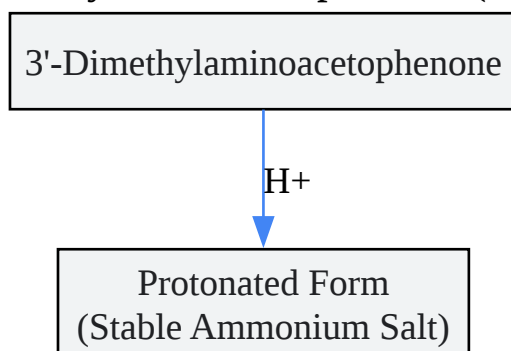 3'-Dimethylaminoacetophenone
H+
Protonated Form
(Stable Ammonium Salt)